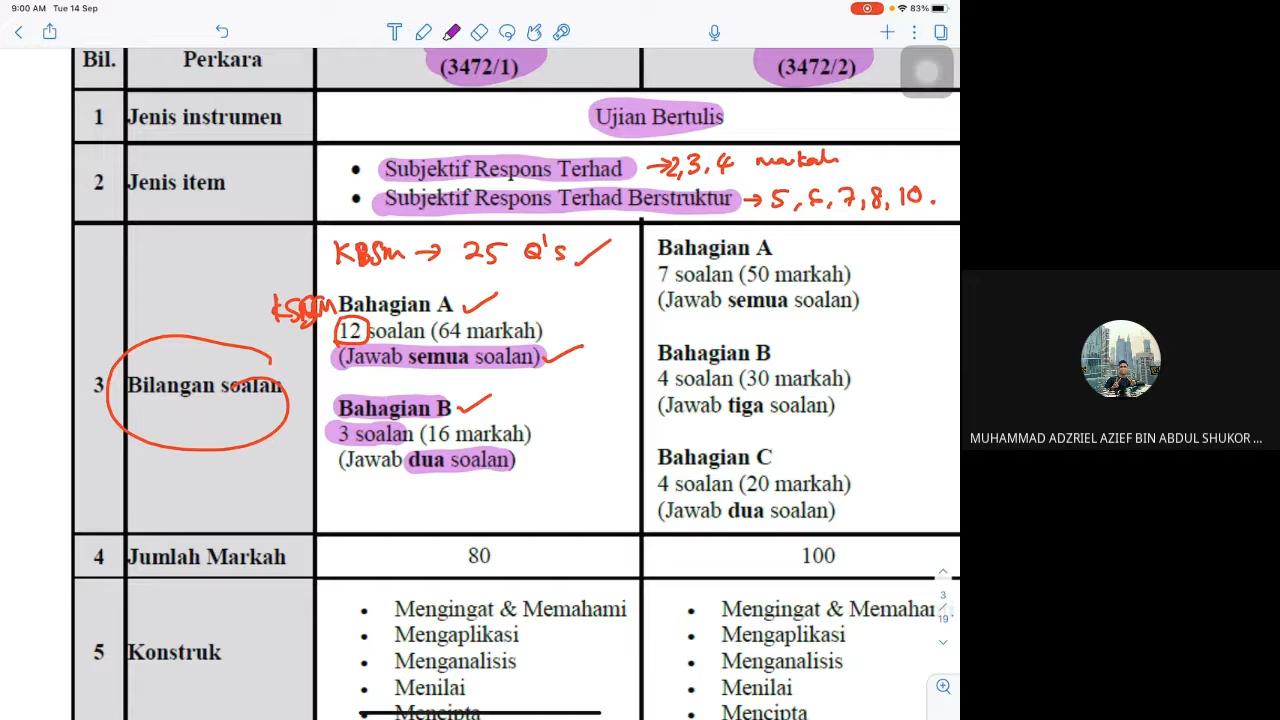 9:00 AM Tue 14 Sep
83%
Bil. Perkara (3472/1) (3472/2)
1 Jenis instrumen Ujian Bertulis
2 Jenis item
• Subjektif Respons Terhad → 2, 3, 4 markah
• Subjektif Respons Terhad Berstruktur → 5, 6, 7, 8, 10.
3 Bilangan soalan
KBSM → 25 Q's ✓
KSSM
Bahagian A ✓
12 soalan (64 markah)
(Jawab semua soalan) ✓
Bahagian B ✓
3 soalan (16 markah)
(Jawab dua soalan)
Bahagian A
7 soalan (50 markah)
(Jawab semua soalan)
Bahagian B
4 soalan (30 markah)
(Jawab tiga soalan)
Bahagian C
4 soalan (20 markah)
(Jawab dua soalan)
4 Jumlah Markah 80 100
5 Konstruk
• Mengingat & Memahami
• Mengaplikasi
• Menganalisis
• Menilai
• Mencipta
• Mengingat & Memahar
• Mengaplikasi
• Menganalisis
• Menilai
• Mencipta
3
/
19
MUHAMMAD ADZRIEL AZIEF BIN ABDUL SHUKOR ...